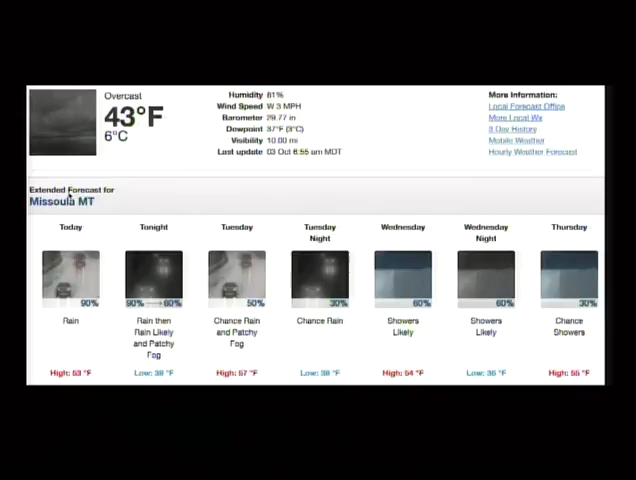 Overcast
43°F
6°C
Humidity 81%
Wind Speed W 3 MPH
Barometer 29.77 in
Dewpoint 37°F (3°C)
Visibility 10.00 mi
Last update 03 Oct 6:55 am MDT
More Information:
Local Forecast Office
More Local Wx
3 Day History
Mobile Weather
Hourly Weather Forecast
Extended Forecast for
Missoula MT
Today
Tonight
Tuesday
Tuesday
Night
Wednesday
Wednesday
Night
Thursday
90%
90% 60%
50%
30%
60%
60%
30%
Rain
Rain then
Rain Likely
and Patchy
Fog
Chance Rain
and Patchy
Fog
Chance Rain
Showers
Likely
Showers
Likely
Chance
Showers
High: 53 °F
Low: 39 °F
High: 57 °F
Low: 38 °F
High: 54 °F
Low: 36 °F
High: 55 °F